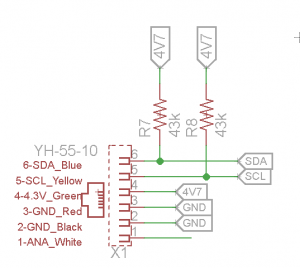 4V7
4V7
R7
43k
R8
43k
YH-55-10
6-SDA_Blue
5-SCL_Yellow
4-4.3V_Green
3-GND_Red
2-GND_Black
1-ANA_White
6
5
4
3
2
1
X1
SDA
SCL
4V7
GND
GND